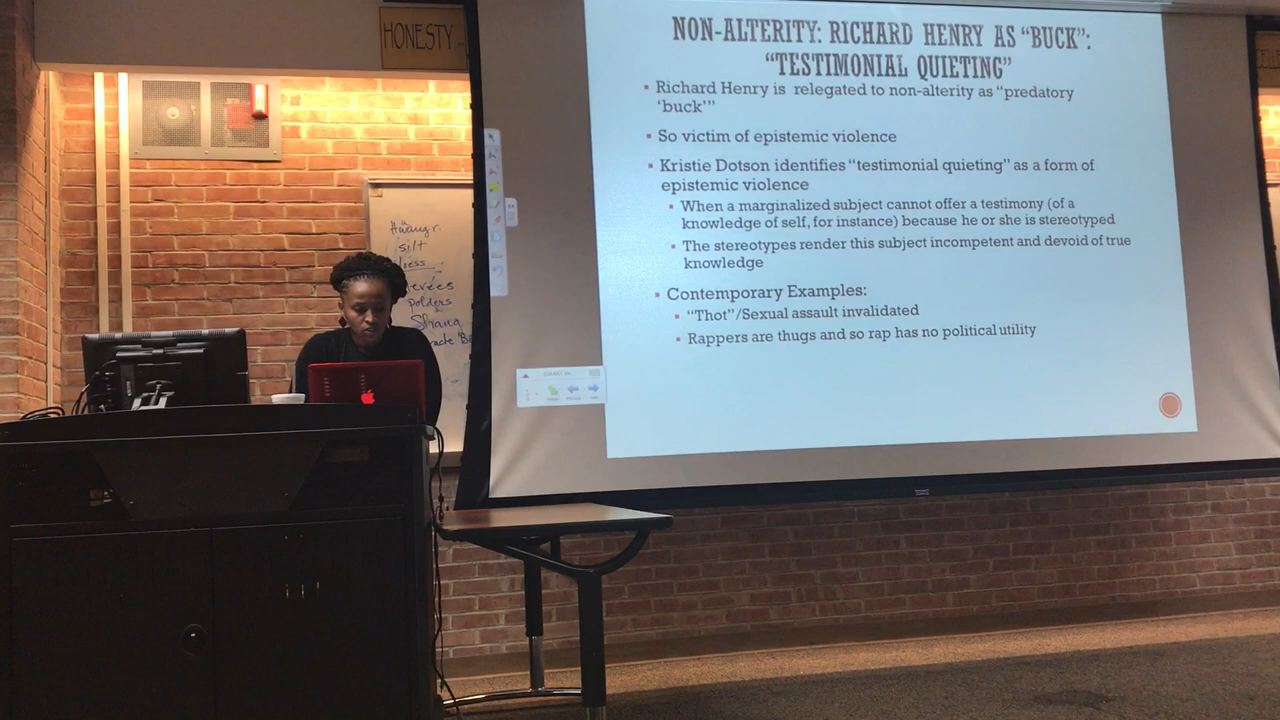 HONESTY -
NON-ALTERITY: RICHARD HENRY AS “BUCK”:
“TESTIMONIAL QUIETING”
▪ Richard Henry is relegated to non-alterity as “predatory
‘buck’”
▪ So victim of epistemic violence
▪ Kristie Dotson identifies “testimonial quieting” as a form of
epistemic violence
▪ When a marginalized subject cannot offer a testimony (of a
knowledge of self, for instance) because he or she is stereotyped
▪ The stereotypes render this subject incompetent and devoid of true
knowledge
▪ Contemporary Examples:
▪ “Thot”/Sexual assault invalidated
▪ Rappers are thugs and so rap has no political utility
silt
polders